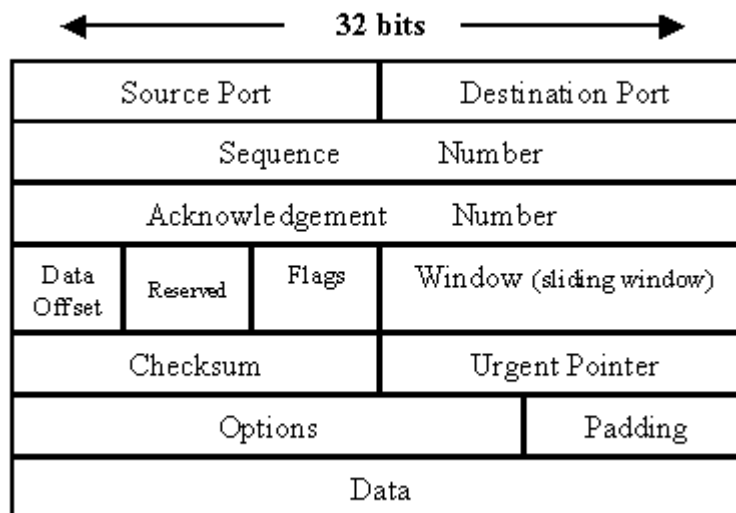 32 bits
Source Port
Destination Port
Sequence Number
Acknowledgement Number
Data
Offset
Reserved
Flags
Window (sliding window)
Checksum
Urgent Pointer
Options
Padding
Data